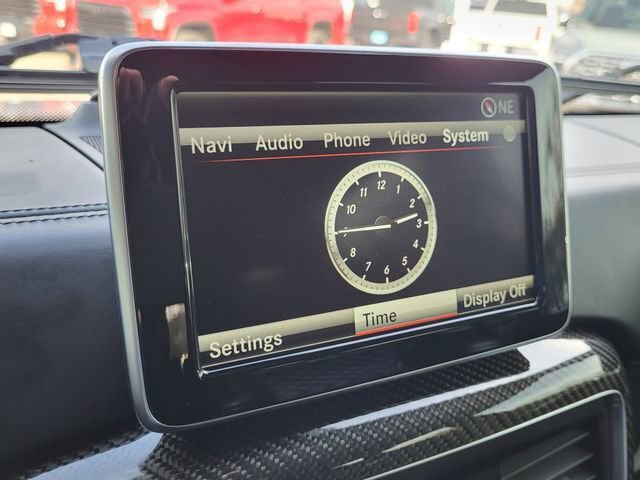 NE
Navi Audio Phone Video System
12
11 1
10 2
9 3
8 4
7 5
6
Settings Time Display Off